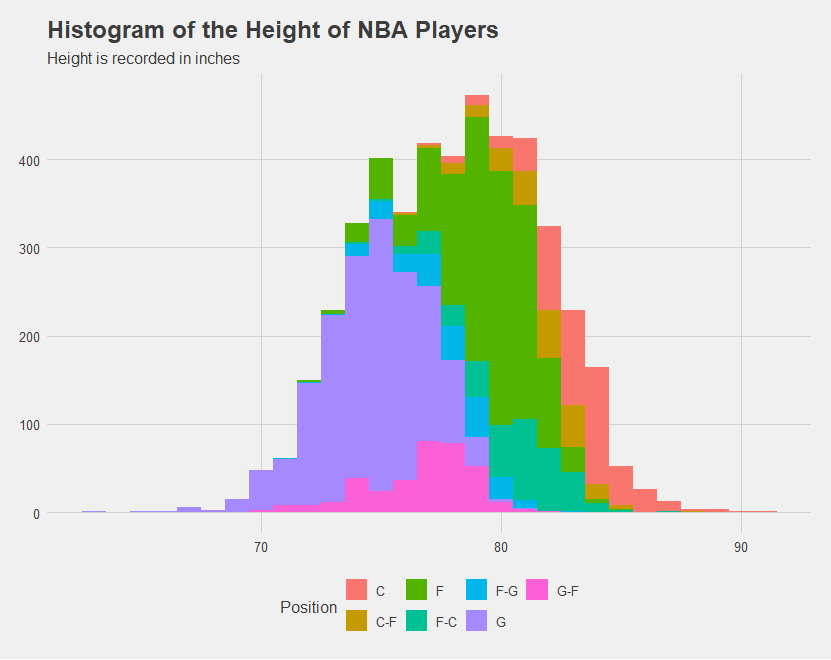 Histogram of the Height of NBA Players
Height is recorded in inches
400
300
200
100
0
70 80 90
Position C F F-G G-F
C-F F-C G